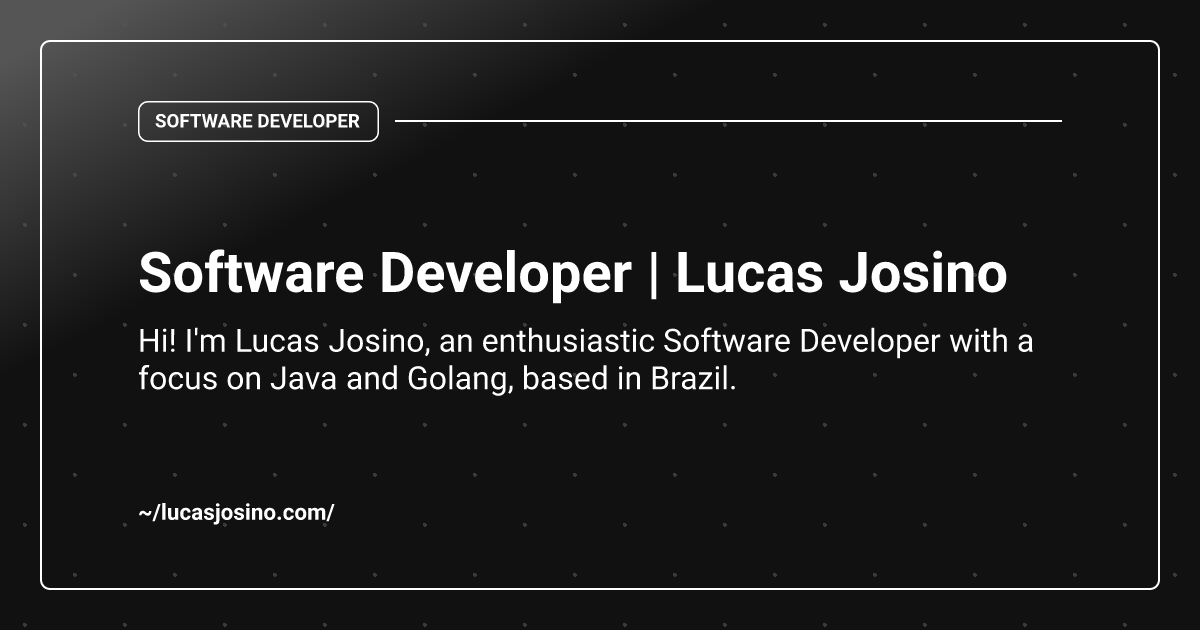 SOFTWARE DEVELOPER
Software Developer | Lucas Josino
Hi! I'm Lucas Josino, an enthusiastic Software Developer with a
focus on Java and Golang, based in Brazil.
~/lucasjosino.com/